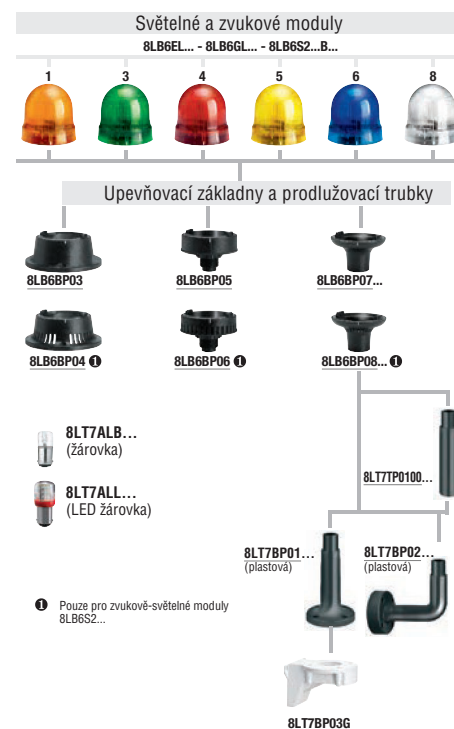 Světelné a zvukové moduly
8LB6EL... - 8LB6GL... - 8LB6S2...B...
1 3 4 5 6 8
Upevňovací základny a prodlužovací trubky
8LB6BP03 8LB6BP05 8LB6BP07...
8LB6BP04 ❶ 8LB6BP06 ❶ 8LB6BP08... ❶
8LT7ALB...
(žárovka)
8LT7ALL...
(LED žárovka)
8LT7TP0100...
8LT7BP01... 8LT7BP02...
(plastová) (plastová)
❶ Pouze pro zvukově-světelné moduly
8LB6S2...
8LT7BP03G